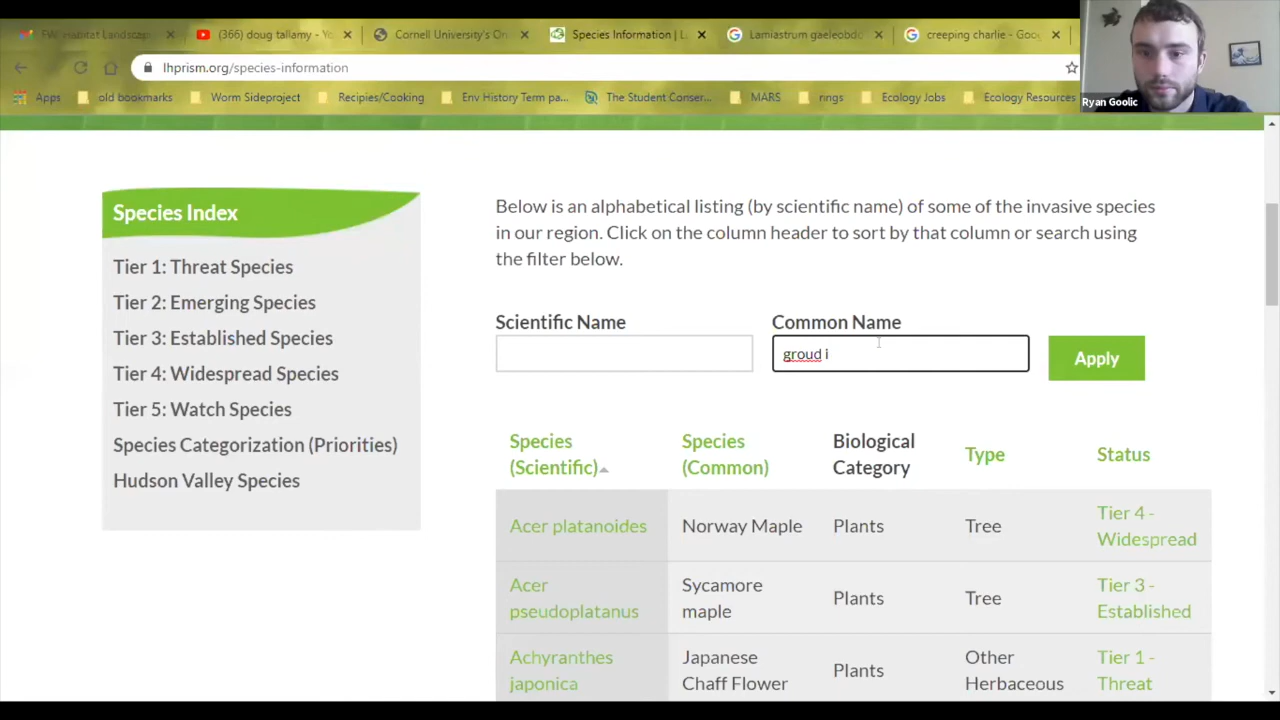 FW: Habitat Landscapi
(366) doug tallamy - Yo
Cornell University's On
Species Information | L
Lamiastrum gaeleobdo
creeping charlie - Goo
lhprism.org/species-information
Apps
old bookmarks
Worm Sideproject
Recipies/Cooking
Env History Term pa...
The Student Conser...
MARS
rings
Ecology Jobs
Ecology Resources
Ryan Goolic
Species Index
Tier 1: Threat Species
Tier 2: Emerging Species
Tier 3: Established Species
Tier 4: Widespread Species
Tier 5: Watch Species
Species Categorization (Priorities)
Hudson Valley Species
Below is an alphabetical listing (by scientific name) of some of the invasive species
in our region. Click on the column header to sort by that column or search using
the filter below.
Scientific Name
Common Name
groud i
Apply
Species
(Scientific)
Species
(Common)
Biological
Category
Type
Status
Acer platanoides
Norway Maple
Plants
Tree
Tier 4 -
Widespread
Acer
pseudoplatanus
Sycamore
maple
Plants
Tree
Tier 3 -
Established
Achyranthes
japonica
Japanese
Chaff Flower
Plants
Other
Herbaceous
Tier 1 -
Threat